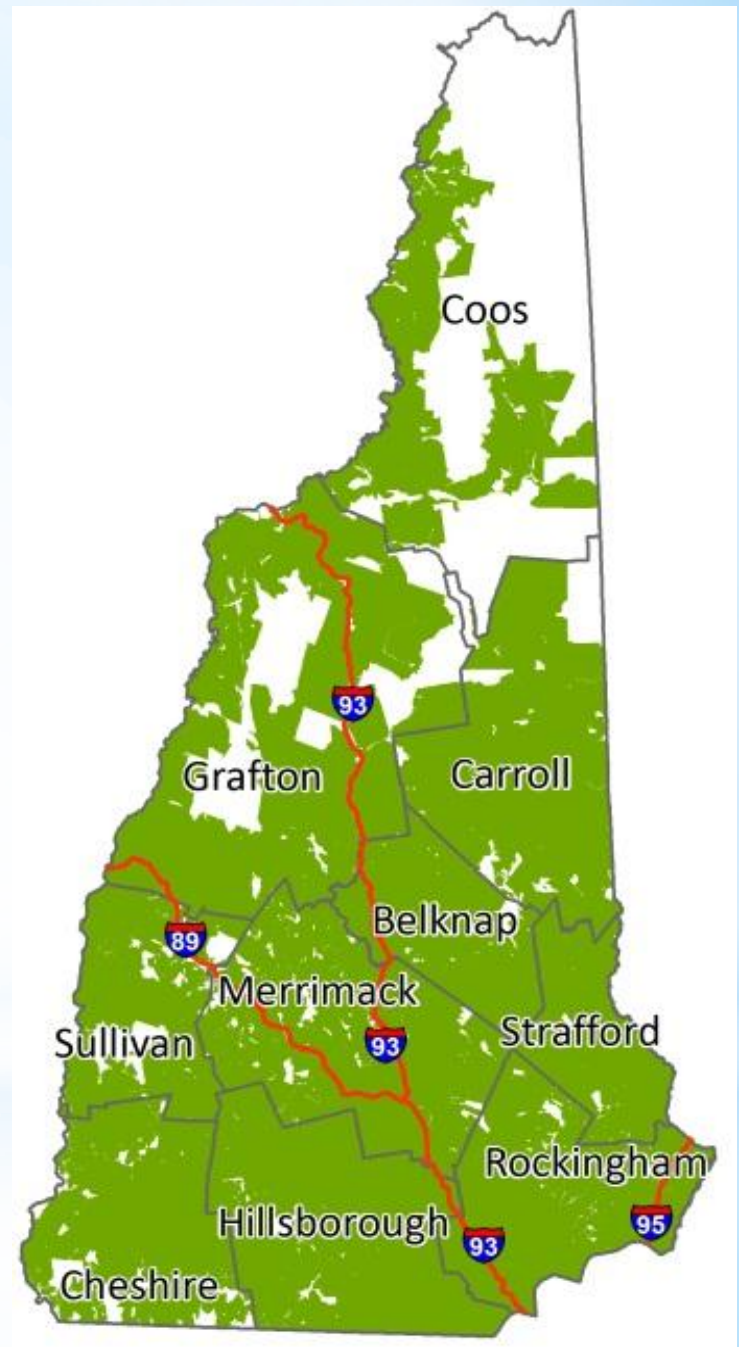 Coos
93
Grafton
Carroll
Belknap
89
Merrimack
Strafford
Sullivan
93
Rockingham
Hillsborough
95
93
Cheshire